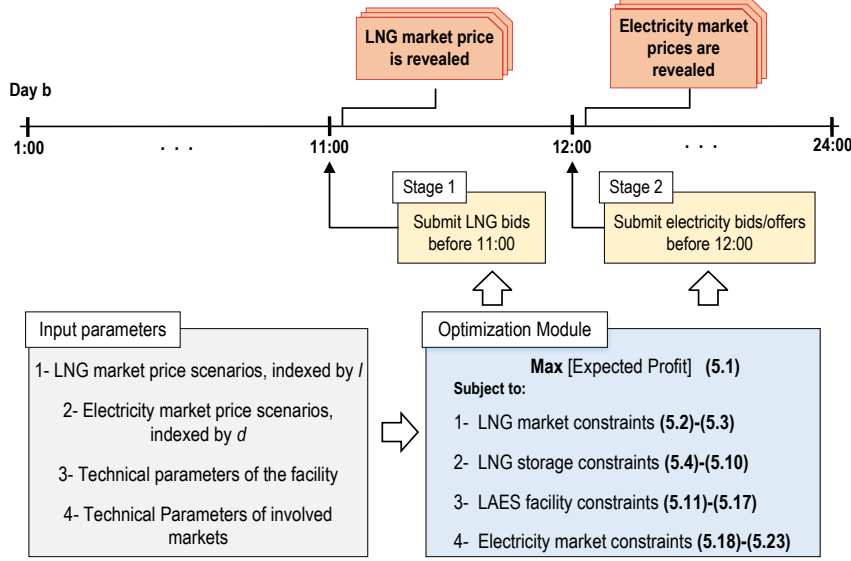 LNG market price
is revealed
Electricity market
prices are
revealed
Day b
1:00
. . .
11:00
12:00
. . .
24:00
Stage 1
Submit LNG bids
before 11:00
Stage 2
Submit electricity bids/offers
before 12:00
Input parameters
1- LNG market price scenarios, indexed by l
2- Electricity market price scenarios,
indexed by d
3- Technical parameters of the facility
4- Technical Parameters of involved
markets
Optimization Module
Max [Expected Profit] (5.1)
Subject to:
1- LNG market constraints (5.2)-(5.3)
2- LNG storage constraints (5.4)-(5.10)
3- LAES facility constraints (5.11)-(5.17)
4- Electricity market constraints (5.18)-(5.23)